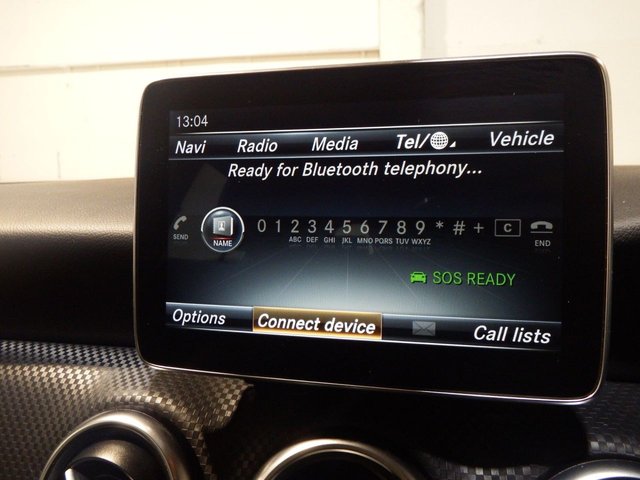 13:04
Navi Radio Media Tel/ Vehicle
Ready for Bluetooth telephony...
SEND NAME 0 1 2 3 4 5 6 7 8 9 * # + C END
ABC DEF GHI JKL MNO PQRS TUV WXYZ
SOS READY
Options Connect device Call lists